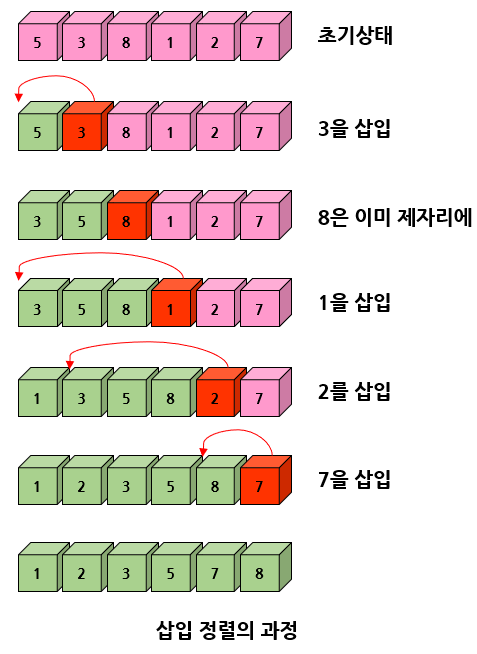 5 3 8 1 2 7 초기상태
5 3 8 1 2 7 3을 삽입
3 5 8 1 2 7 8은 이미 제자리에
3 5 8 1 2 7 1을 삽입
1 3 5 8 2 7 2를 삽입
1 2 3 5 8 7 7을 삽입
1 2 3 5 7 8
삽입 정렬의 과정